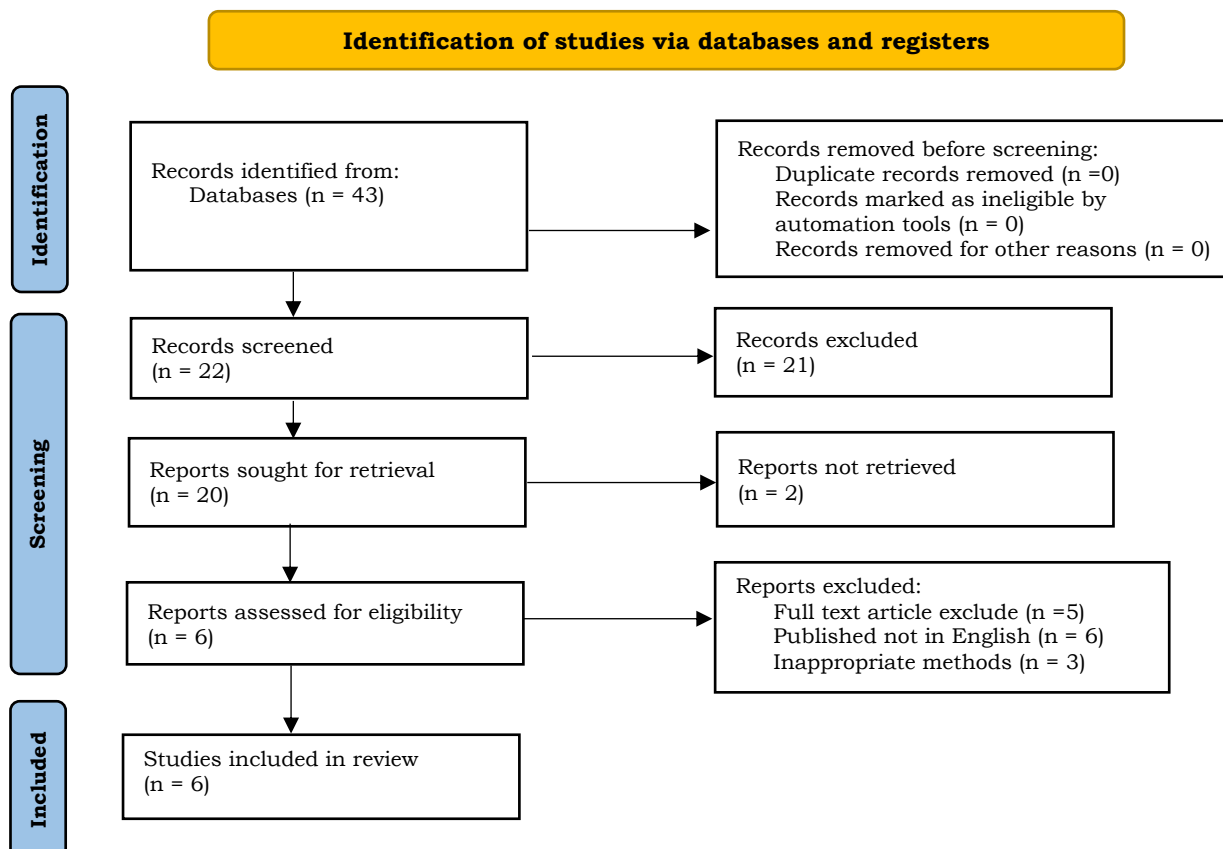 Identification of studies via databases and registers
Identification
Records identified from:
Databases (n = 43)
Records removed before screening:
Duplicate records removed (n =0)
Records marked as ineligible by
automation tools (n = 0)
Records removed for other reasons (n = 0)
Screening
Records screened
(n = 22)
Records excluded
(n = 21)
Reports sought for retrieval
(n = 20)
Reports not retrieved
(n = 2)
Reports assessed for eligibility
(n = 6)
Reports excluded:
Full text article exclude (n =5)
Published not in English (n = 6)
Inappropriate methods (n = 3)
Included
Studies included in review
(n = 6)